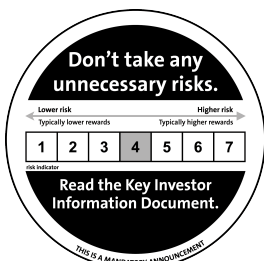 Don't take any
unnecessary risks.
Lower risk Higher risk
Typically lower rewards Typically higher rewards
1 2 3 4 5 6 7
risk indicator
Read the Key Investor
Information Document.
THIS IS A MANDATORY ANNOUNCEMENT